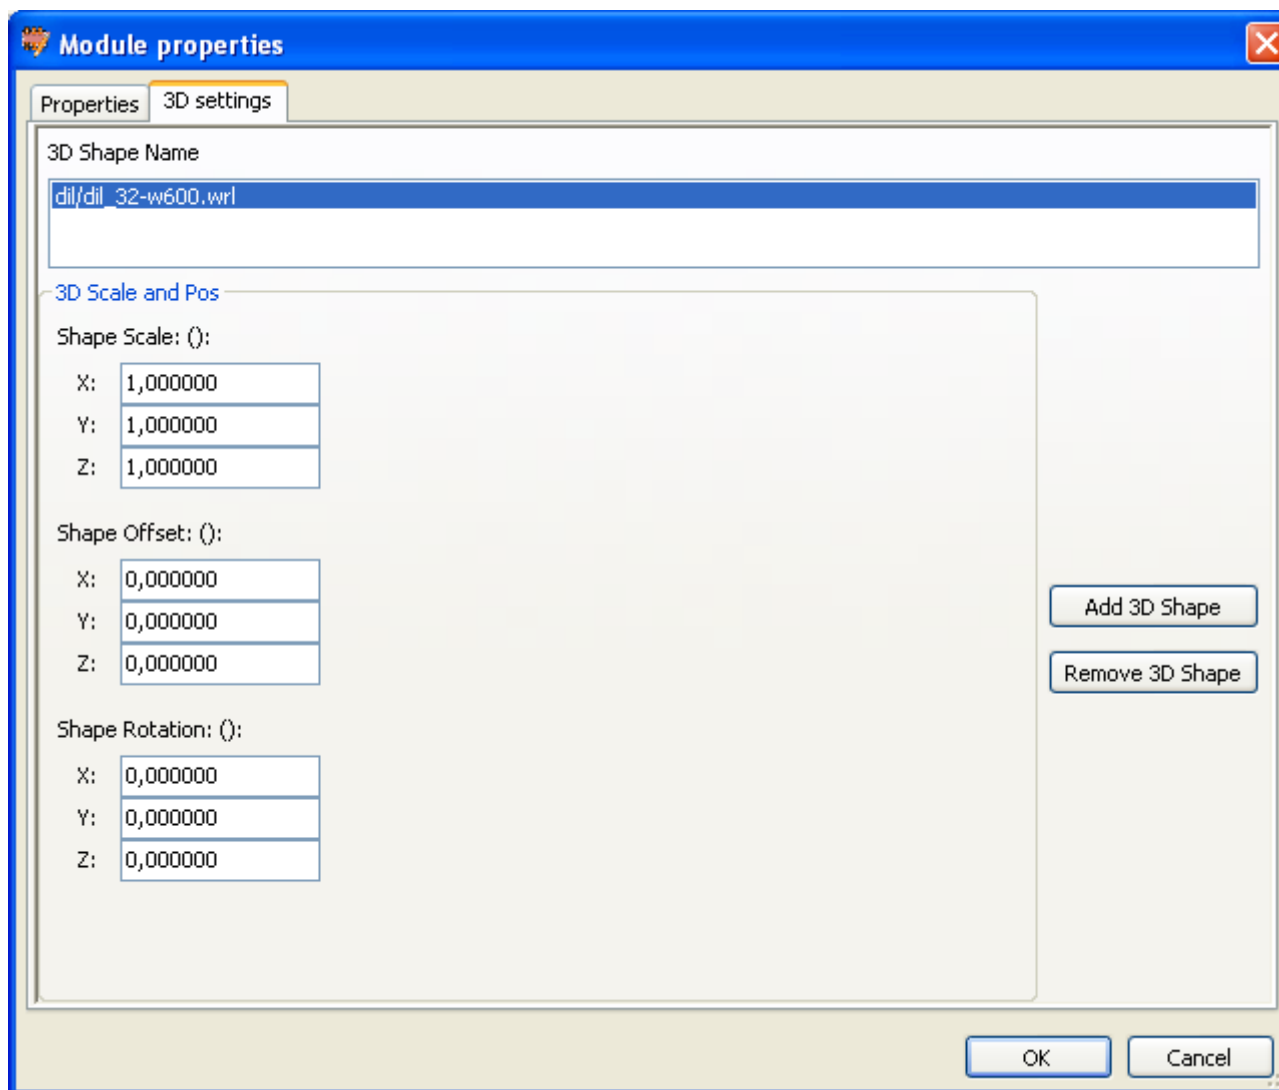 Module properties
Properties 3D settings
3D Shape Name
dil/dil_32-w600.wrl
3D Scale and Pos
Shape Scale: ():
X: 1,000000
Y: 1,000000
Z: 1,000000
Shape Offset: ():
X: 0,000000
Y: 0,000000
Z: 0,000000
Shape Rotation: ():
X: 0,000000
Y: 0,000000
Z: 0,000000
Add 3D Shape
Remove 3D Shape
OK Cancel